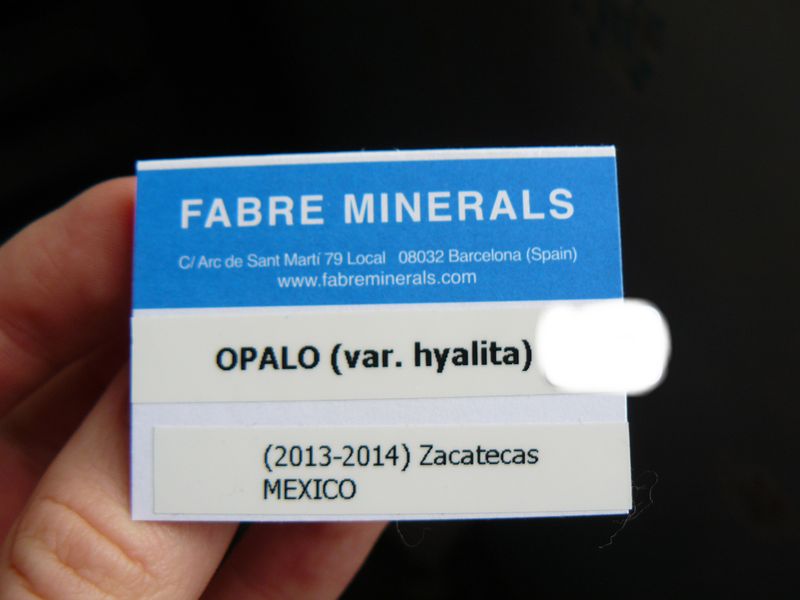 FABRE MINERALS
C/ Arc de Sant Martí 79 Local 08032 Barcelona (Spain)
www.fabreminerals.com
OPALO (var. hyalita)
(2013-2014) Zacatecas
MEXICO